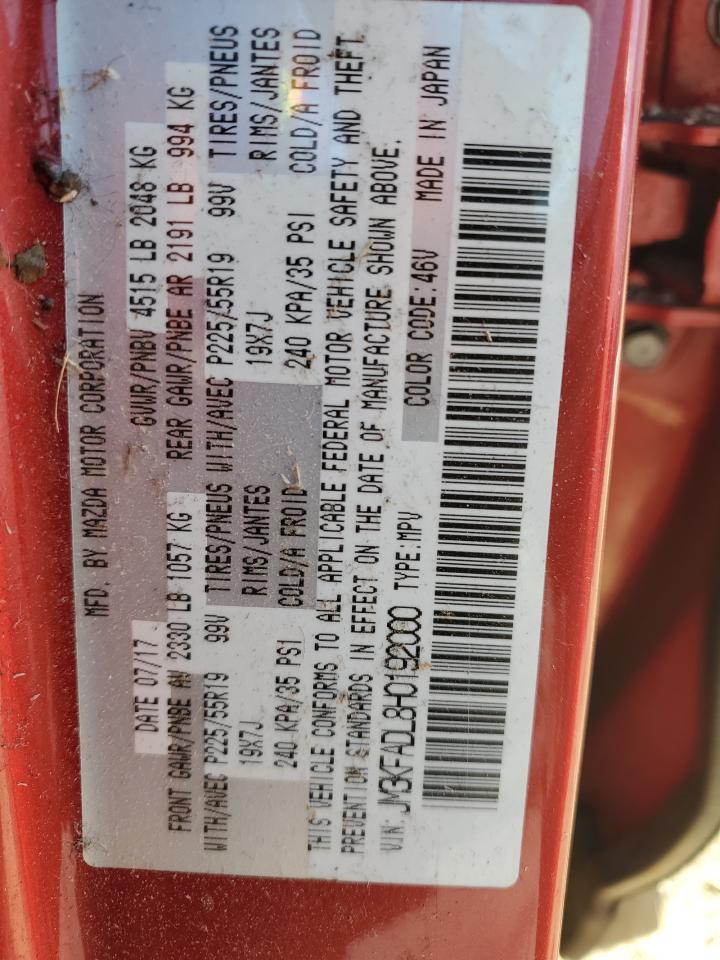 MFD. BY MAZDA MOTOR CORPORATION
DATE 07/17 GVWR/PNBV 4515 LB 2048 KG
FRONT GAWR/PNBE AV 2330 LB 1057 KG REAR GAWR/PNBE AR 2191 LB 994 KG
WITH/AVEC P225/55R19 99V TIRES/PNEUS WITH/AVEC P225/55R19 99V TIRES/PNEUS
19X7J RIMS/JANTES 19X7J RIMS/JANTES
240 KPA/35 PSI COLD/A FROID 240 KPA/35 PSI COLD/A FROID
THIS VEHICLE CONFORMS TO ALL APPLICABLE FEDERAL MOTOR VEHICLE SAFETY AND THEFT
PREVENTION STANDARDS IN EFFECT ON THE DATE OF MANUFACTURE SHOWN ABOVE.
VIN: JM3KFADL8H0192000 TYPE:MPV COLOR CODE:46V MADE IN JAPAN